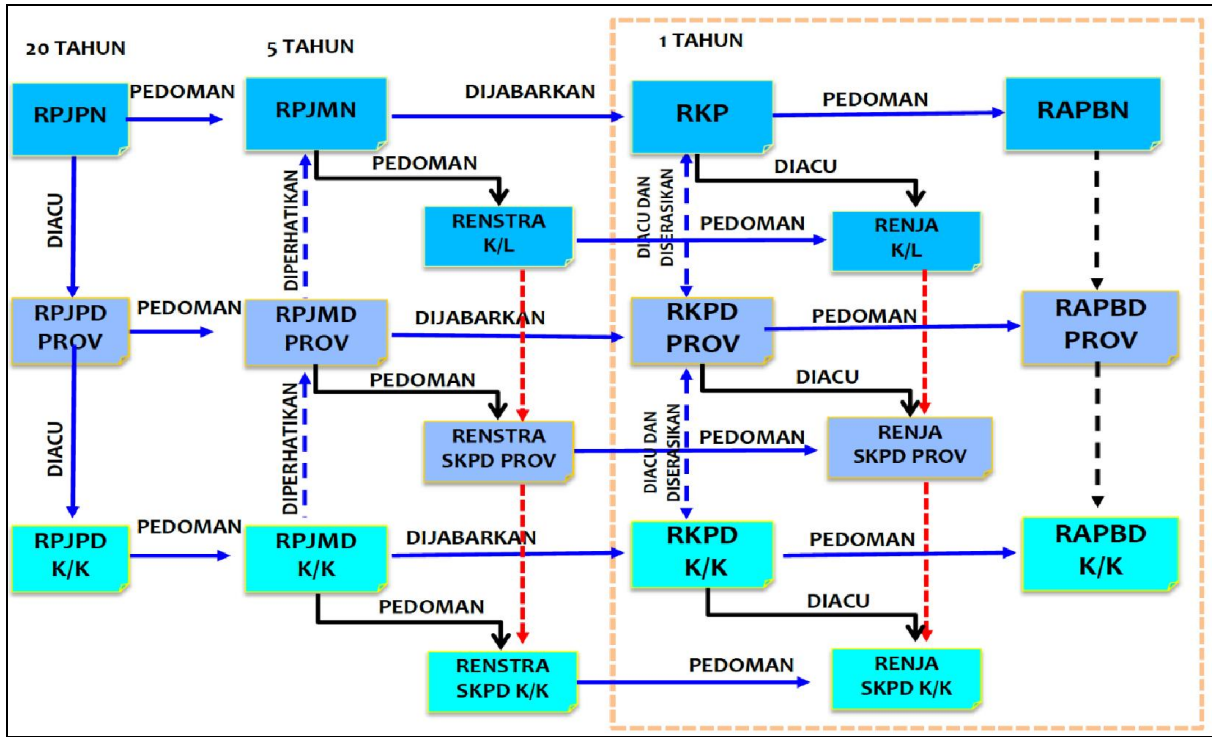 20 TAHUN
5 TAHUN
1 TAHUN
RPJPN
PEDOMAN
RPJMN
DIJABARKAN
RKP
PEDOMAN
RAPBN
DIACU
DIPERHATIKAN
PEDOMAN
RENSTRA
K/L
DIACU DAN
DISERASIKAN
PEDOMAN
DIACU
RENJA
K/L
RPJPD
PROV
PEDOMAN
RPJMD
PROV
DIJABARKAN
RKPD
PROV
PEDOMAN
RAPBD
PROV
DIACU
DIPERHATIKAN
PEDOMAN
RENSTRA
SKPD PROV
DIACU DAN
DISERASIKAN
PEDOMAN
DIACU
RENJA
SKPD PROV
RPJPD
K/K
PEDOMAN
RPJMD
K/K
DIJABARKAN
RKPD
K/K
PEDOMAN
RAPBD
K/K
PEDOMAN
RENSTRA
SKPD K/K
PEDOMAN
DIACU
RENJA
SKPD K/K